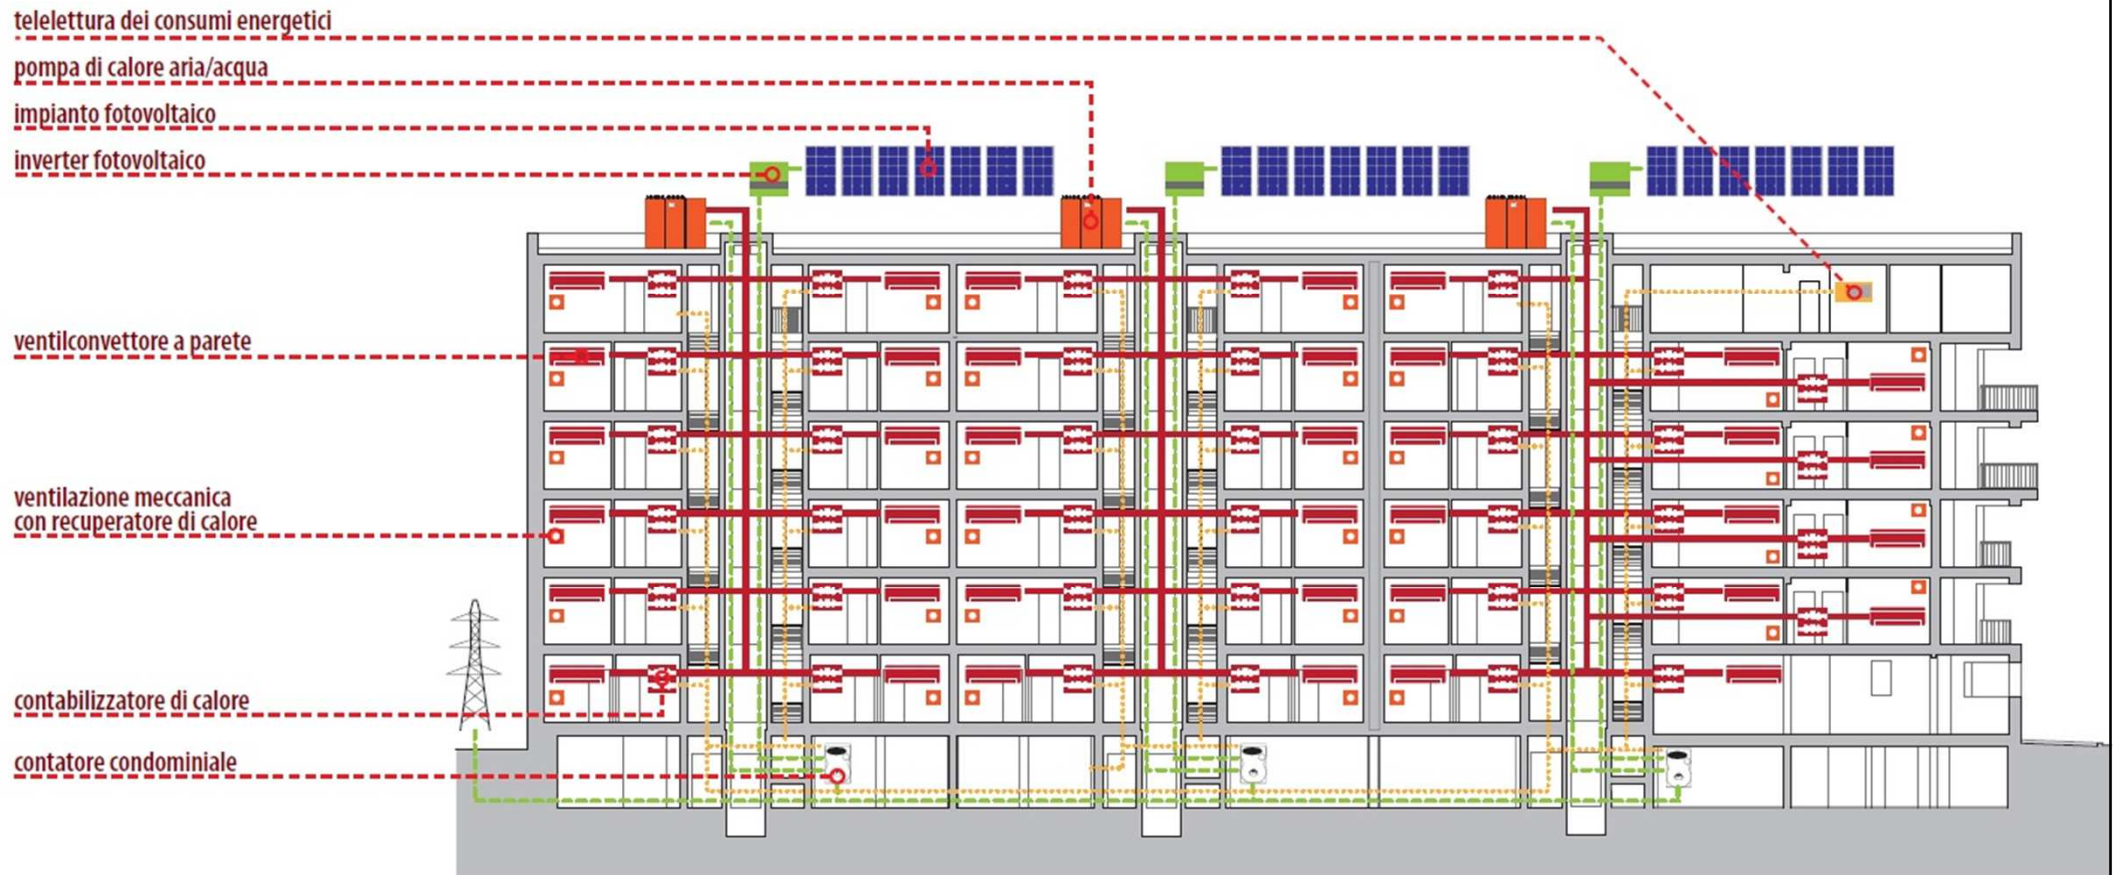 telelettura dei consumi energetici
pompa di calore aria/acqua
impianto fotovoltaico
inverter fotovoltaico
ventilconvettore a parete
ventilazione meccanica
con recuperatore di calore
contabilizzatore di calore
contatore condominiale